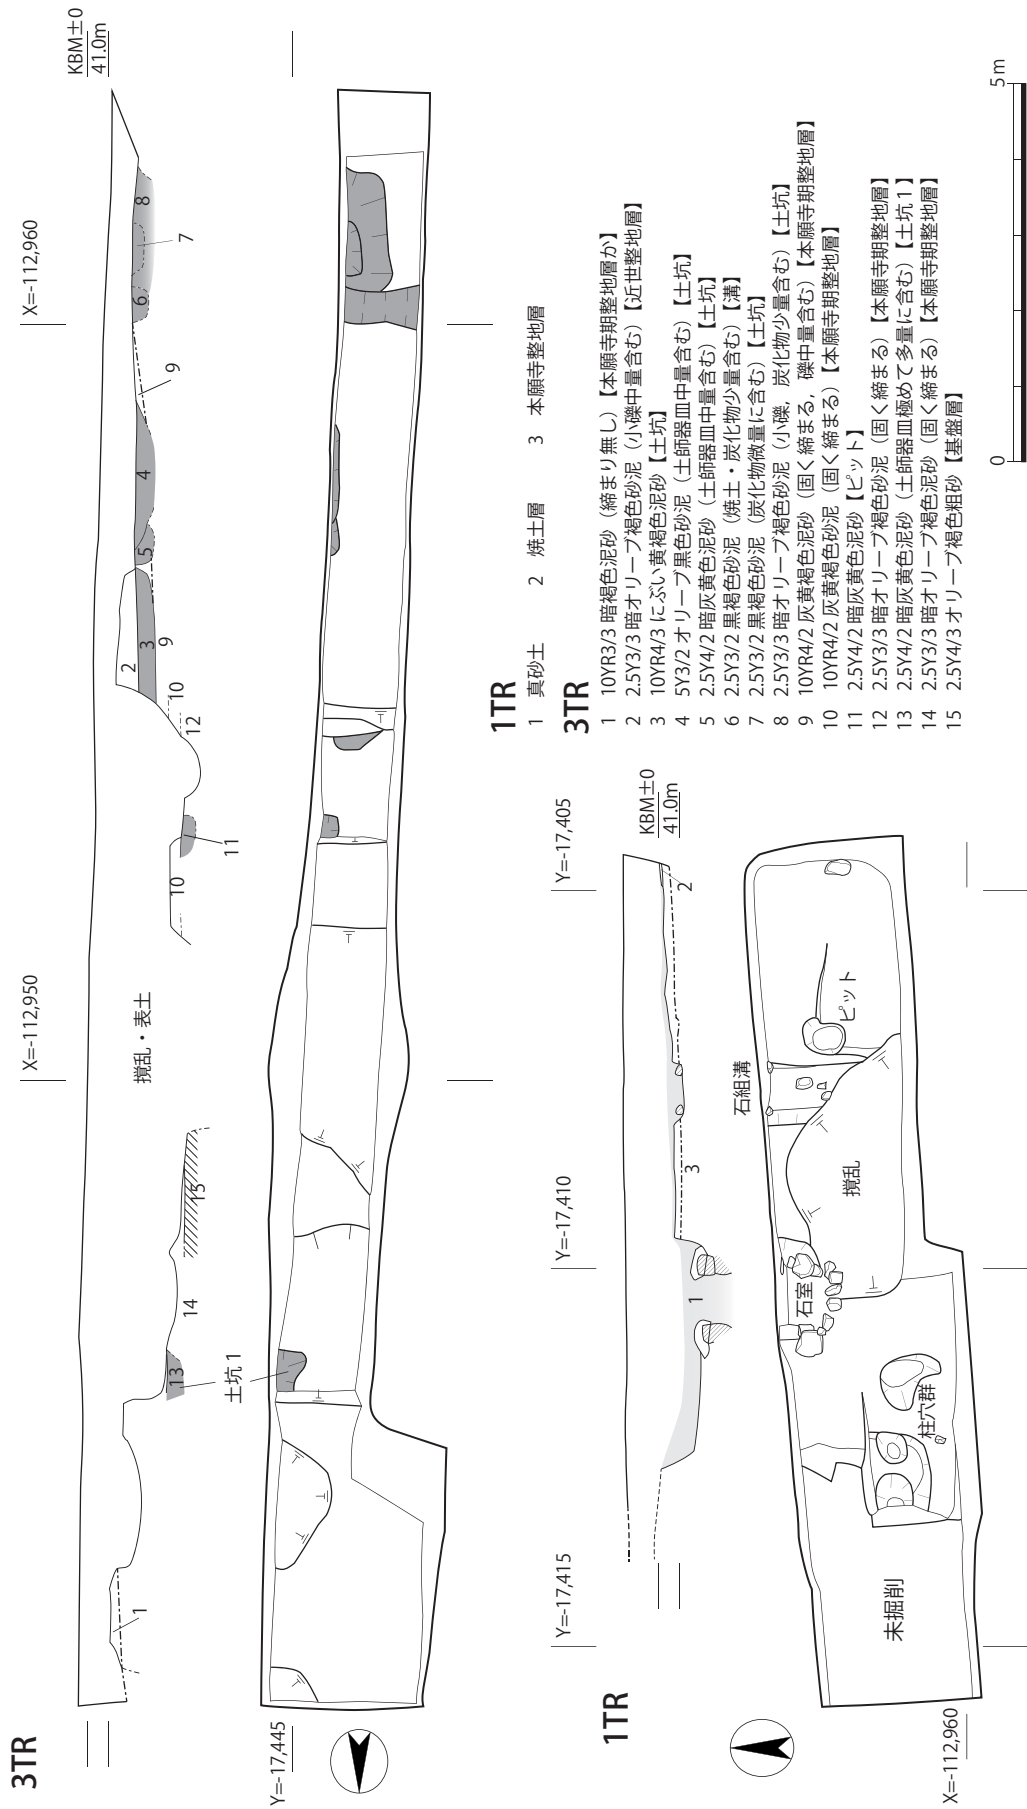 3TR
KBM±0
41.0m
X=-112,960
X=-112,950
Y=-17,445
攪乱・表土
土坑 1
1
2
3
4
5
6
7
8
9
9
10
10
11
12
13
14
15
1TR
KBM±0
41.0m
Y=-17,405
Y=-17,410
Y=-17,415
X=-112,960
1
2
3
石組溝
ピット
攪乱
石室
柱穴群
未掘削
1TR
1 真砂土 2 焼土層 3 本願寺整地層
3TR
1 10YR3/3 暗褐色泥砂（締まり無し）【本願寺期整地層か】
2 2.5Y3/3 暗オリーブ褐色砂泥（小礫中量含む）【近世整地層】
3 10YR4/3 にぶい黄褐色泥砂【土坑】
4 5Y3/2 オリーブ黒色砂泥（土師器皿中量含む）【土坑】
5 2.5Y4/2 暗灰黄色泥砂（土師器皿中量含む）【土坑】
6 2.5Y3/2 黒褐色砂泥（焼土・炭化物少量含む）【溝】
7 2.5Y3/2 黒褐色砂泥（炭化物微量に含む）【土坑】
8 2.5Y3/3 暗オリーブ褐色砂泥（小礫，炭化物少量含む）【土坑】
9 10YR4/2 灰黄褐色泥砂（固く締まる，礫中量含む）【本願寺期整地層】
10 10YR4/2 灰黄褐色砂泥（固く締まる）【本願寺期整地層】
11 2.5Y4/2 暗灰黄色泥砂【ピット】
12 2.5Y3/3 暗オリーブ褐色砂泥（固く締まる）【本願寺期整地層】
13 2.5Y4/2 暗灰黄色泥砂（土師器皿極めて多量に含む）【土坑 1】
14 2.5Y3/3 暗オリーブ褐色泥砂（固く締まる）【本願寺期整地層】
15 2.5Y4/3 オリーブ褐色粗砂【基盤層】
0
5m